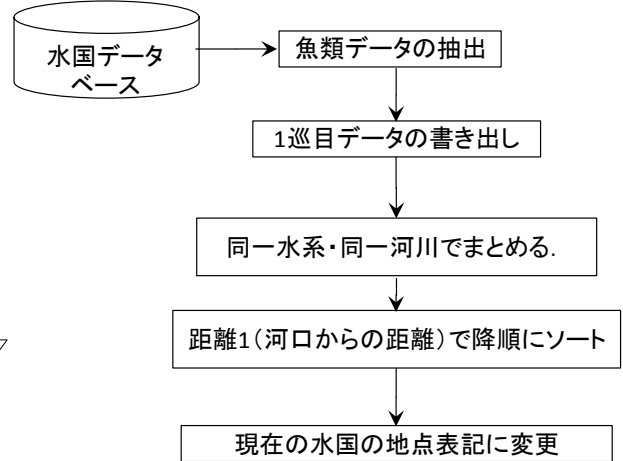 水国データ
ベース
魚類データの抽出
1巡目データの書き出し
同一水系・同一河川でまとめる.
距離1(河口からの距離)で降順にソート
現在の水国の地点表記に変更